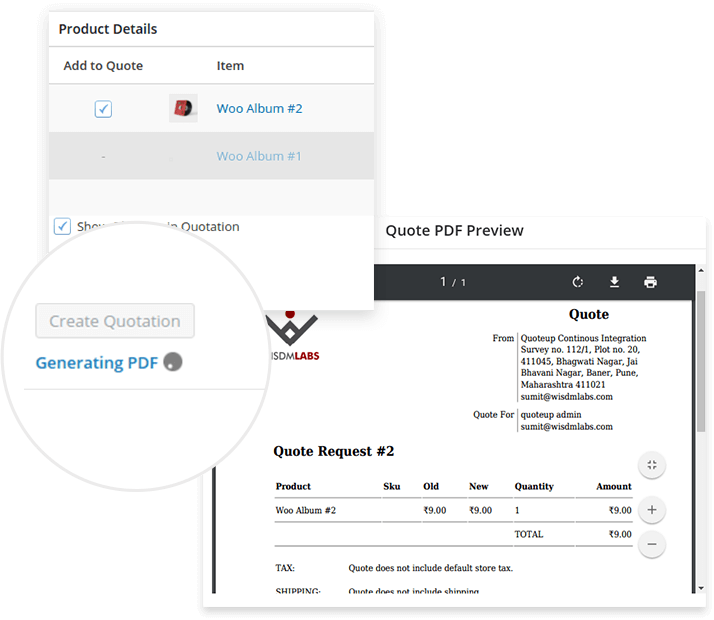 Product Details
Add to Quote Item
Woo Album #2
- Woo Album #1
Quotation
Create Quotation
Generating PDF
Quote PDF Preview
1 / 1
ISDMLABS
Quote
From Quoteup Continous Integration
Survey no. 112/1, Plot no. 20,
411045, Bhagwati Nagar, Jai
Bhavani Nagar, Baner, Pune,
Maharashtra 411021
sumit@wisdmlabs.com
Quote For quoteup admin
sumit@wisdmlabs.com
Quote Request #2
Product Sku Old New Quantity Amount
Woo Album #2 ₹9.00 ₹9.00 1 ₹9.00
TOTAL ₹9.00
TAX: Quote does not include default store tax.
SHIPPING: Quote does not include shipping